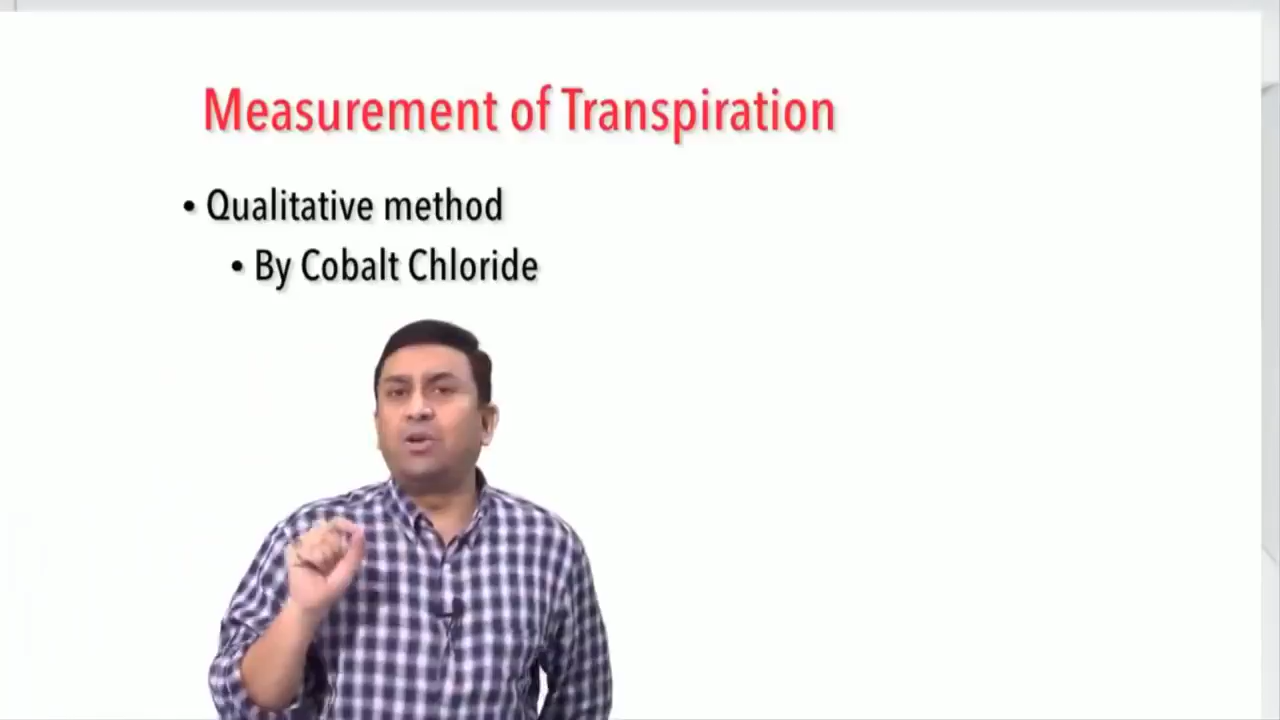 Measurement of Transpiration
• Qualitative method
• By Cobalt Chloride